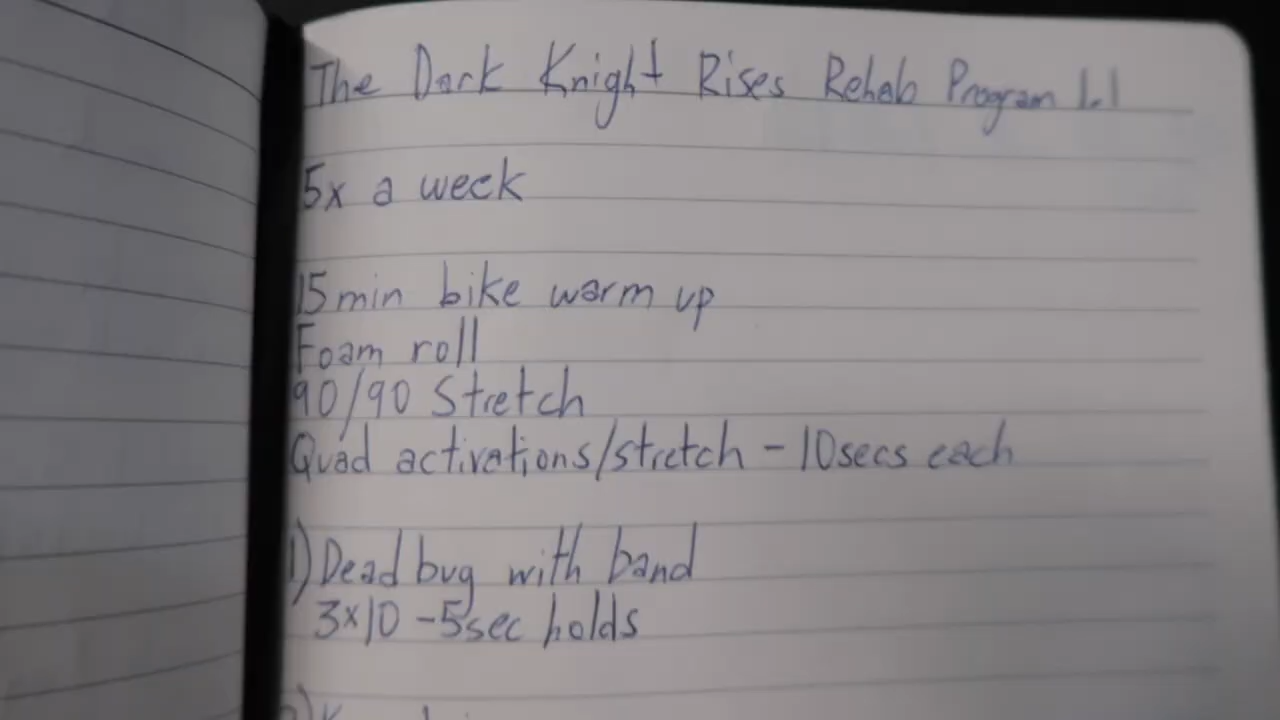 The Dark Knight Rises Rehab Program 1.1
5x a week
15min bike warm up
Foam roll
90/90 Stretch
Quad activations/stretch - 10secs each
1) Dead bug with band
3x10 - 5sec holds